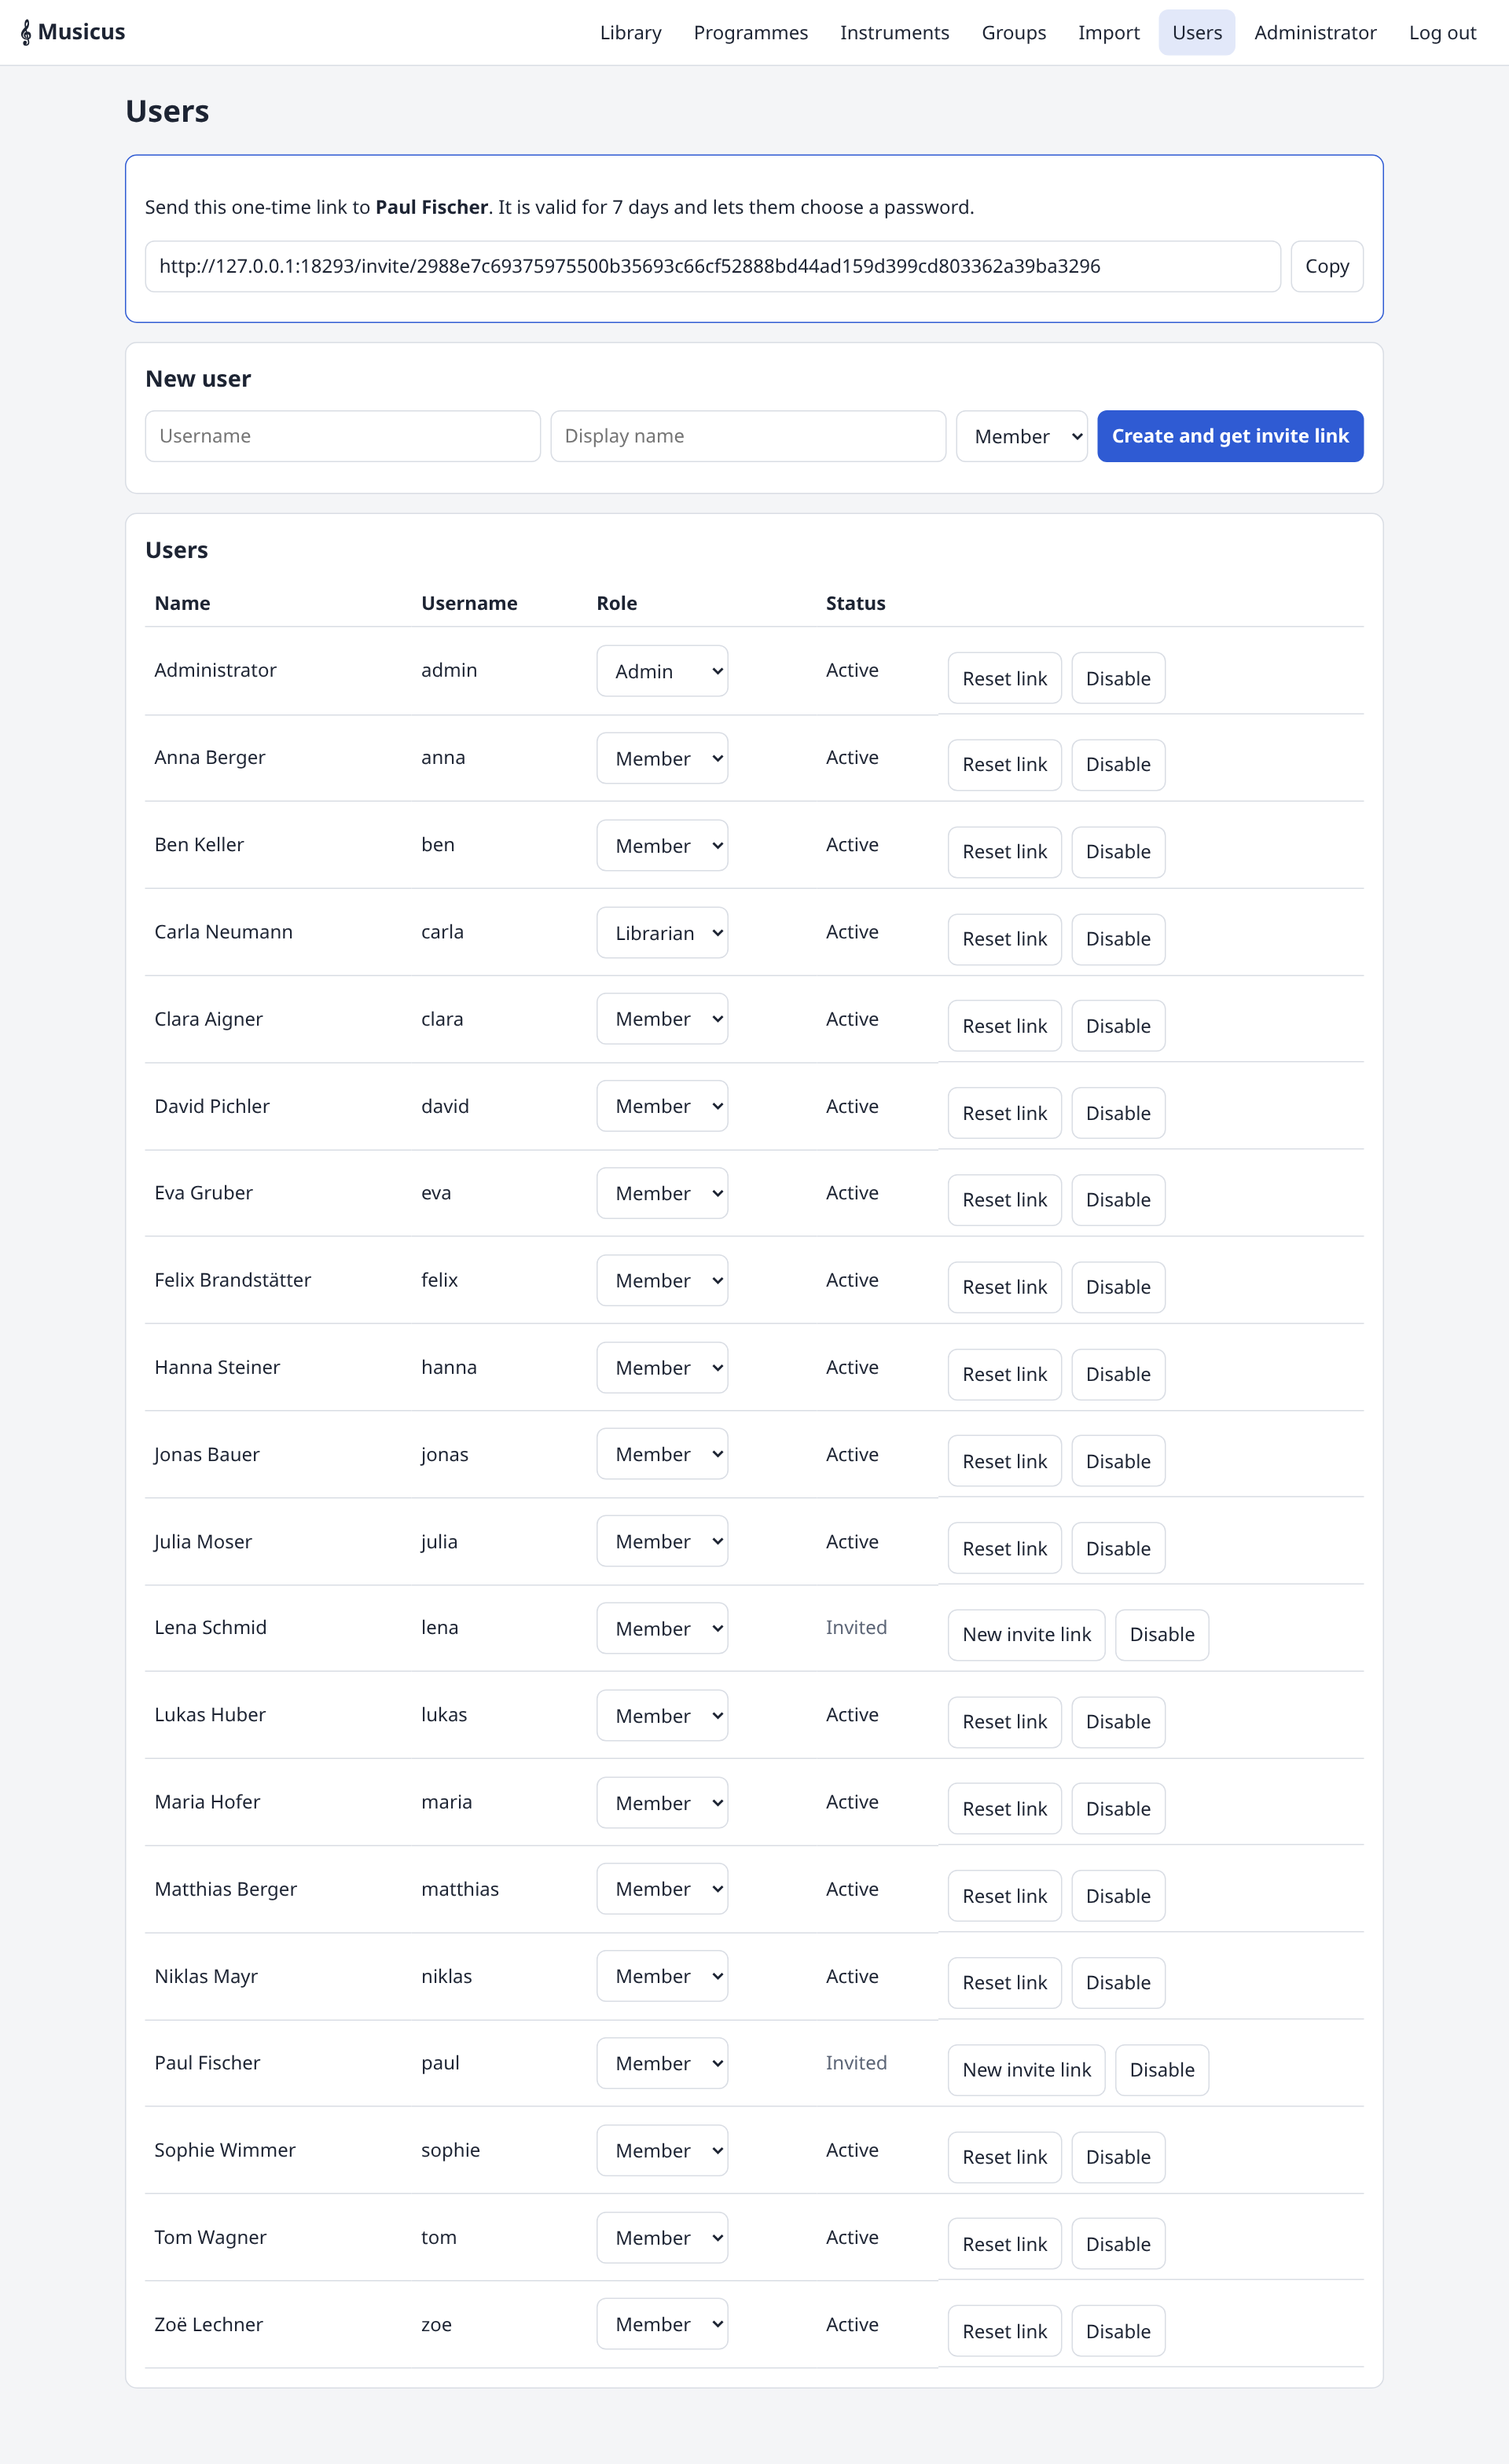 𝄞 Musicus Library Programmes Instruments Groups Import Users Administrator Log out
Users
Send this one-time link to Paul Fischer. It is valid for 7 days and lets them choose a password.
http://127.0.0.1:18293/invite/2988e7c69375975500b35693c66cf52888bd44ad159d399cd803362a39ba3296 Copy
New user
Username Display name Member Create and get invite link
Users
Name Username Role Status
Administrator admin Admin Active Reset link Disable
Anna Berger anna Member Active Reset link Disable
Ben Keller ben Member Active Reset link Disable
Carla Neumann carla Librarian Active Reset link Disable
Clara Aigner clara Member Active Reset link Disable
David Pichler david Member Active Reset link Disable
Eva Gruber eva Member Active Reset link Disable
Felix Brandstätter felix Member Active Reset link Disable
Hanna Steiner hanna Member Active Reset link Disable
Jonas Bauer jonas Member Active Reset link Disable
Julia Moser julia Member Active Reset link Disable
Lena Schmid lena Member Invited New invite link Disable
Lukas Huber lukas Member Active Reset link Disable
Maria Hofer maria Member Active Reset link Disable
Matthias Berger matthias Member Active Reset link Disable
Niklas Mayr niklas Member Active Reset link Disable
Paul Fischer paul Member Invited New invite link Disable
Sophie Wimmer sophie Member Active Reset link Disable
Tom Wagner tom Member Active Reset link Disable
Zoë Lechner zoe Member Active Reset link Disable